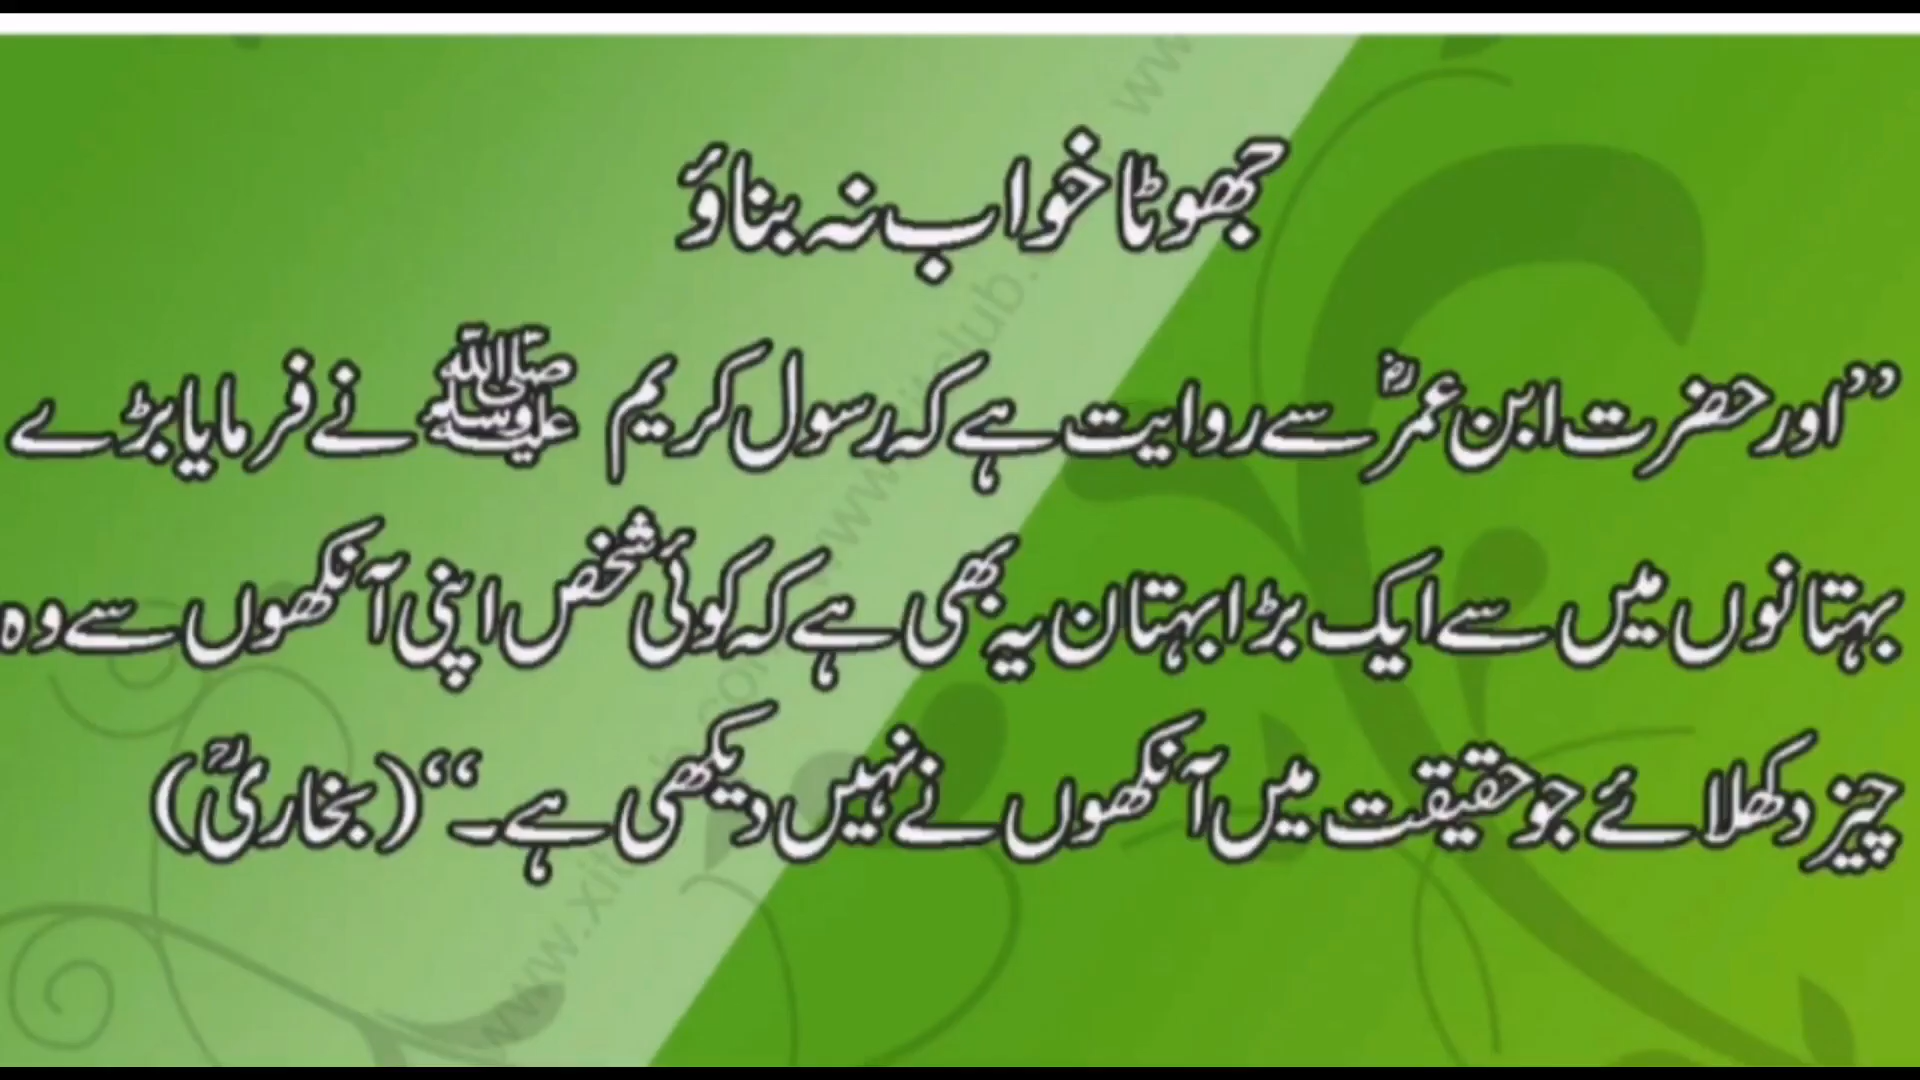 جھوٹا خواب نہ بناؤ
’’اور حضرت ابن عمرؓ سے روایت ہے کہ رسول کریم ﷺ نے فرمایا بڑے
بہتانوں میں سے ایک بڑا بہتان یہ بھی ہے کہ کوئی شخص اپنی آنکھوں سے وہ
چیز دکھلائے جو حقیقت میں آنکھوں نے نہیں دیکھی ہے۔‘‘ (بخاریؒ)